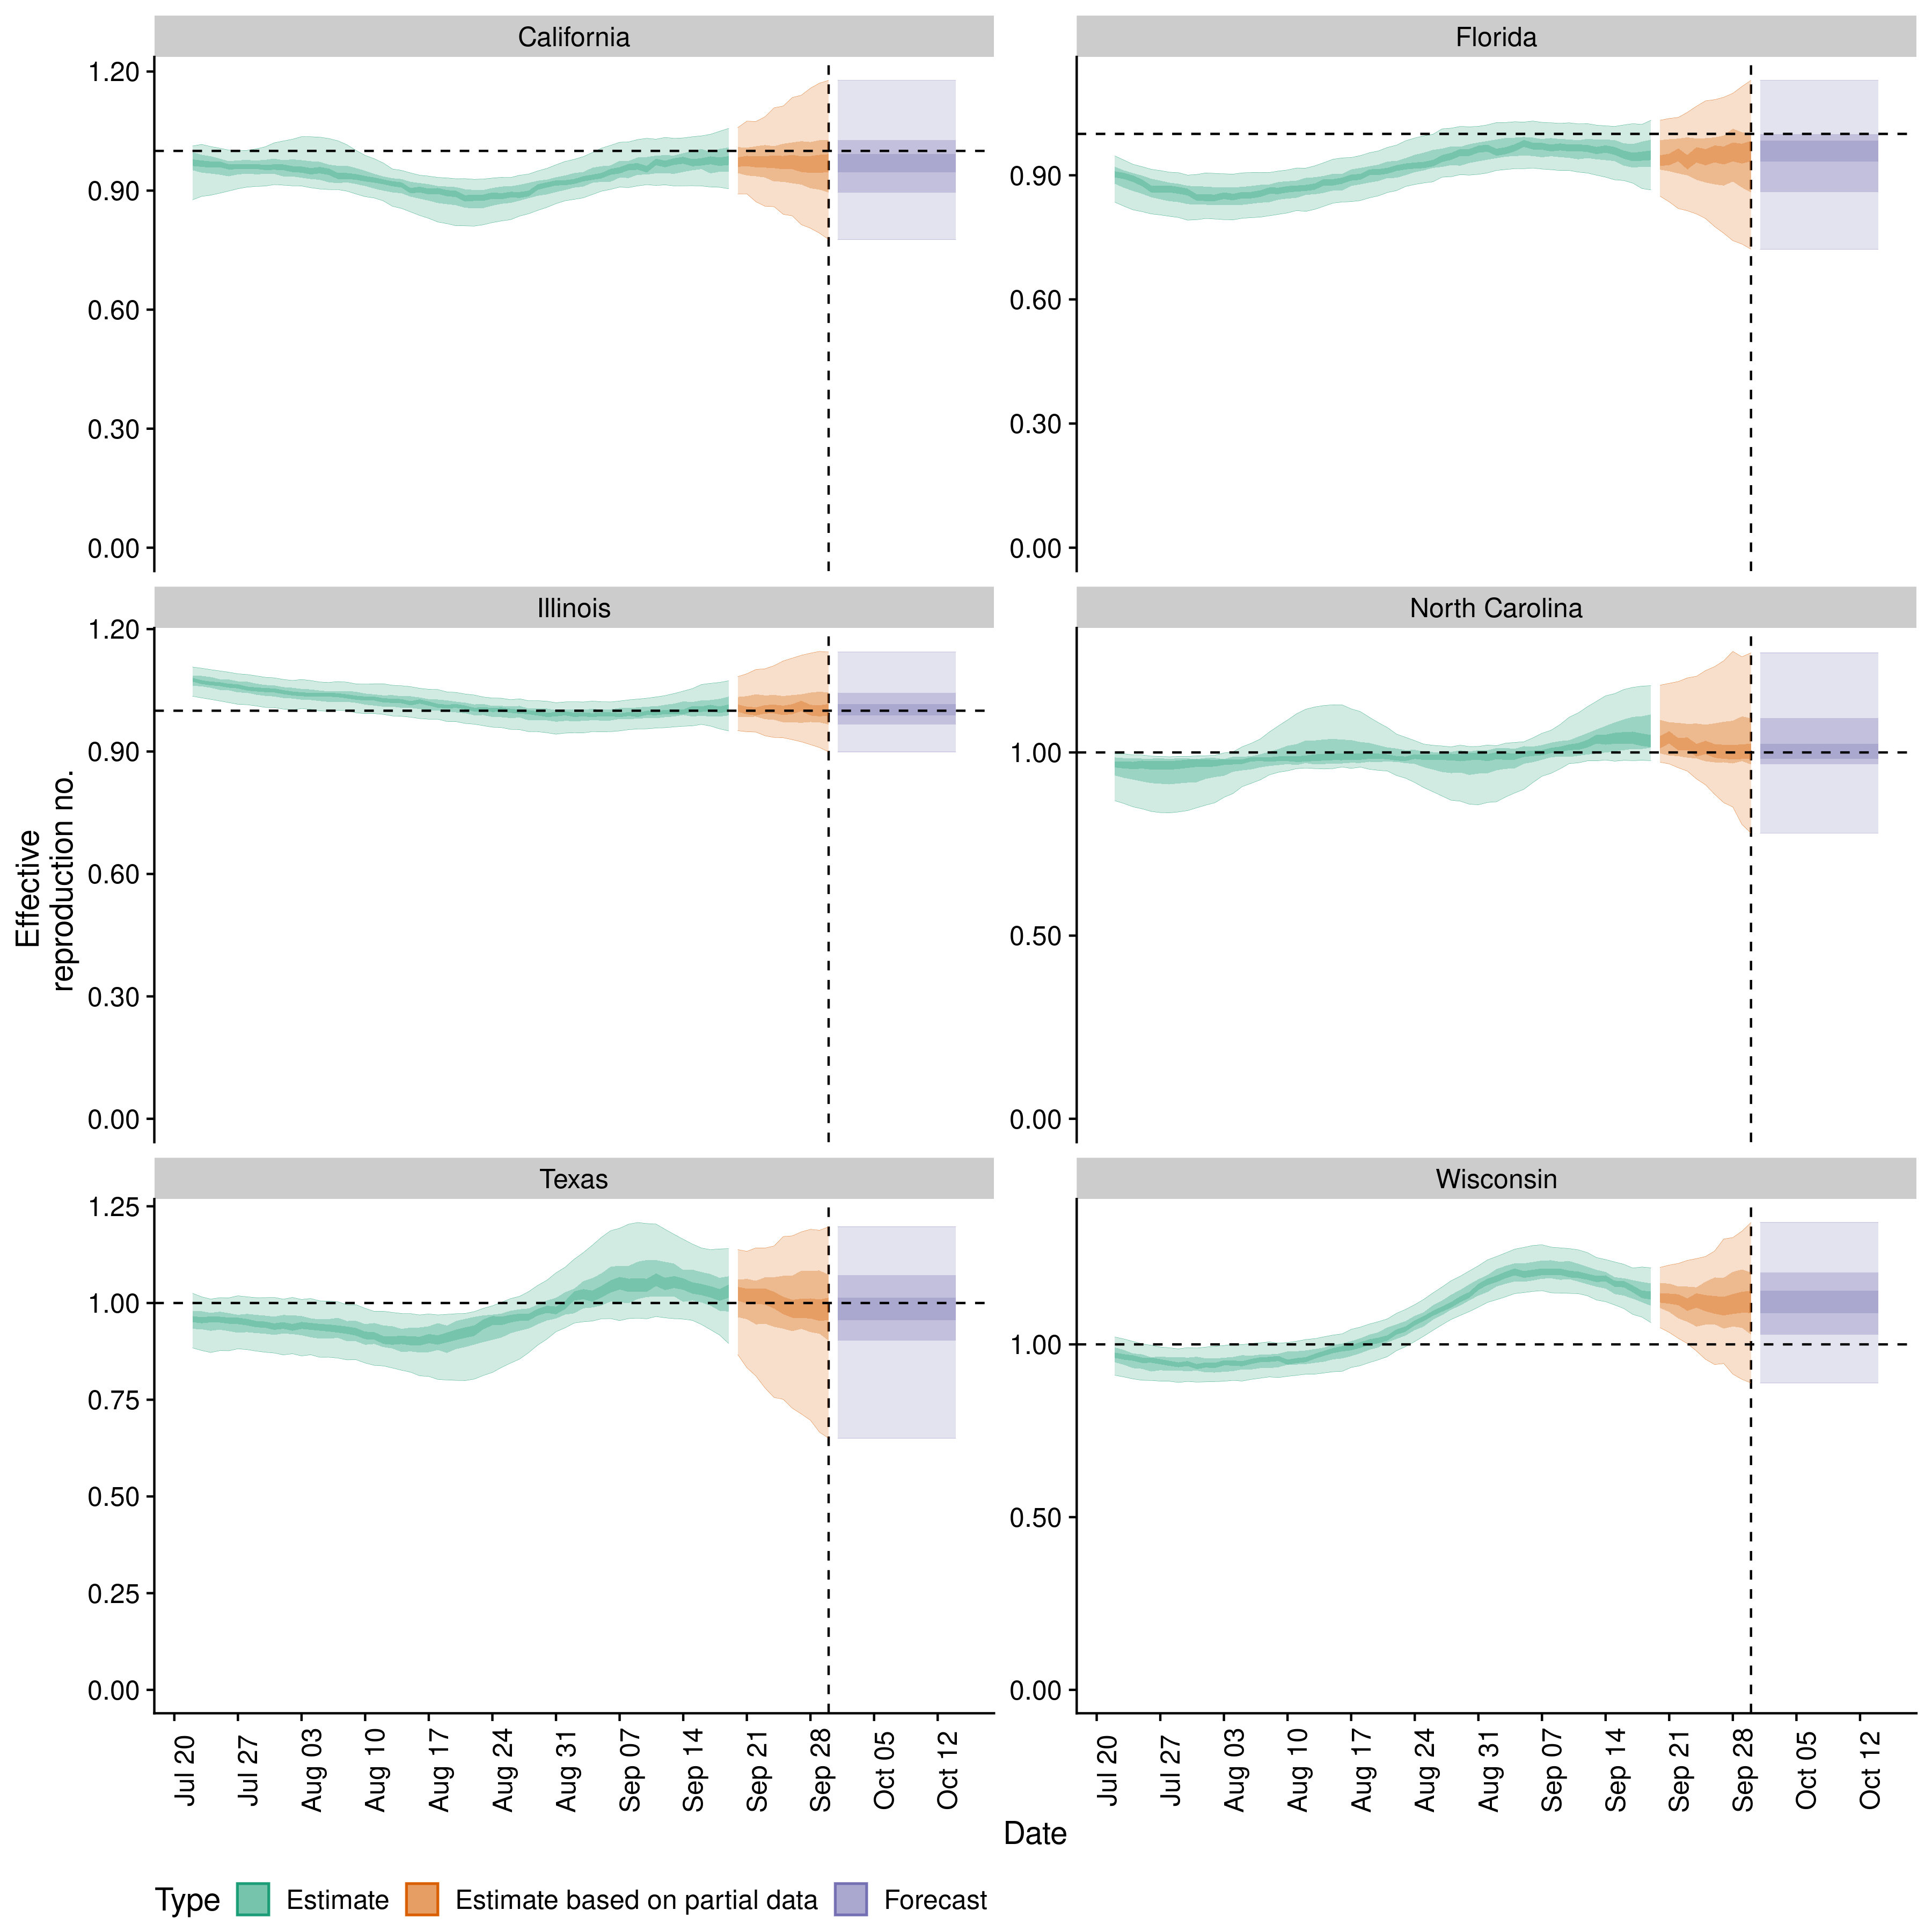 California
Florida
1.20
0.90
0.60
0.30
0.00
0.90
0.60
0.30
0.00
Illinois
North Carolina
1.20
0.90
0.60
0.30
0.00
1.00
0.50
0.00
Effective
reproduction no.
Texas
Wisconsin
1.25
1.00
0.75
0.50
0.25
0.00
1.00
0.50
0.00
Jul 20
Jul 27
Aug 03
Aug 10
Aug 17
Aug 24
Aug 31
Sep 07
Sep 14
Sep 21
Sep 28
Oct 05
Oct 12
Jul 20
Jul 27
Aug 03
Aug 10
Aug 17
Aug 24
Aug 31
Sep 07
Sep 14
Sep 21
Sep 28
Oct 05
Oct 12
Date
Type Estimate Estimate based on partial data Forecast